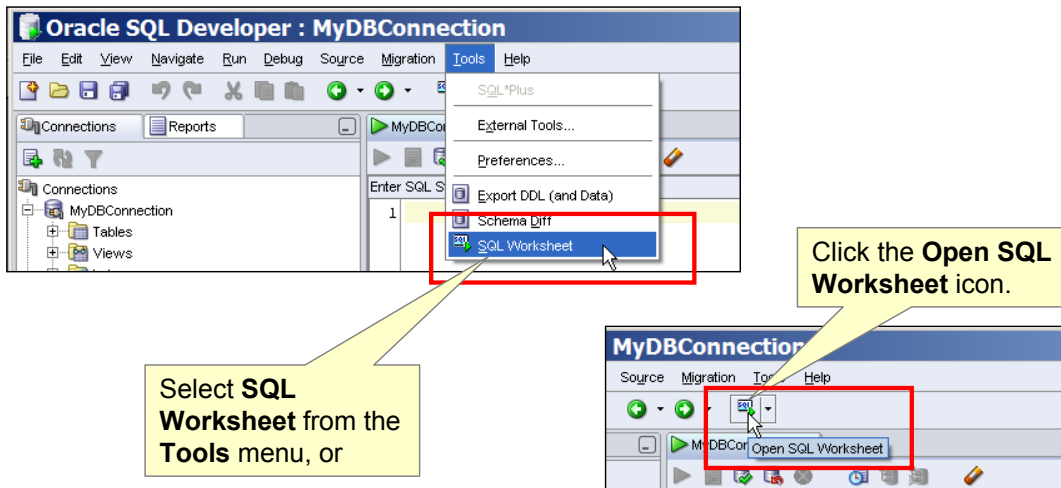 Oracle SQL Developer : MyDBConnection
File Edit View Navigate Run Debug Source Migration Tools Help
SQL*Plus
External Tools...
Preferences...
Export DDL (and Data)
Schema Diff
SQL Worksheet
Connections Reports
MyDBCo
Enter SQL S
1
Connections
MyDBConnection
Tables
Views
Click the Open SQL
Worksheet icon.
Select SQL
Worksheet from the
Tools menu, or
MyDBConnection
Source Migration Tools Help
MyDBCo
Open SQL Worksheet